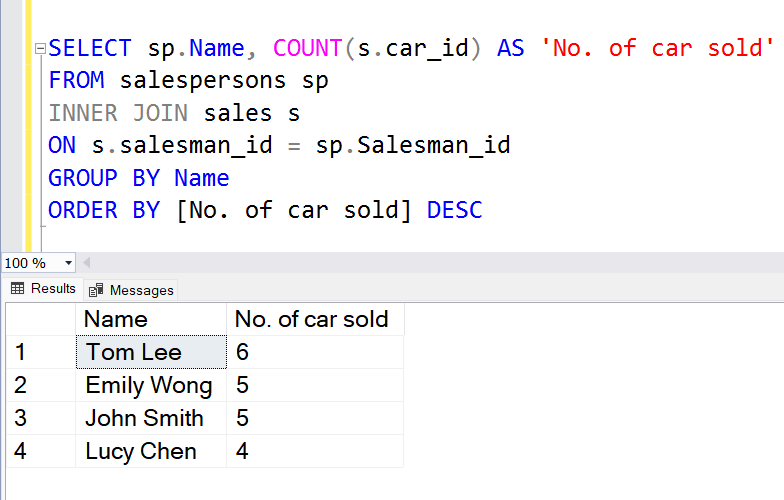 SELECT sp.Name, COUNT(s.car_id) AS 'No. of car sold'
FROM salespersons sp
INNER JOIN sales s
ON s.salesman_id = sp.Salesman_id
GROUP BY Name
ORDER BY [No. of car sold] DESC
100 %
Results Messages
Name No. of car sold
1 Tom Lee 6
2 Emily Wong 5
3 John Smith 5
4 Lucy Chen 4